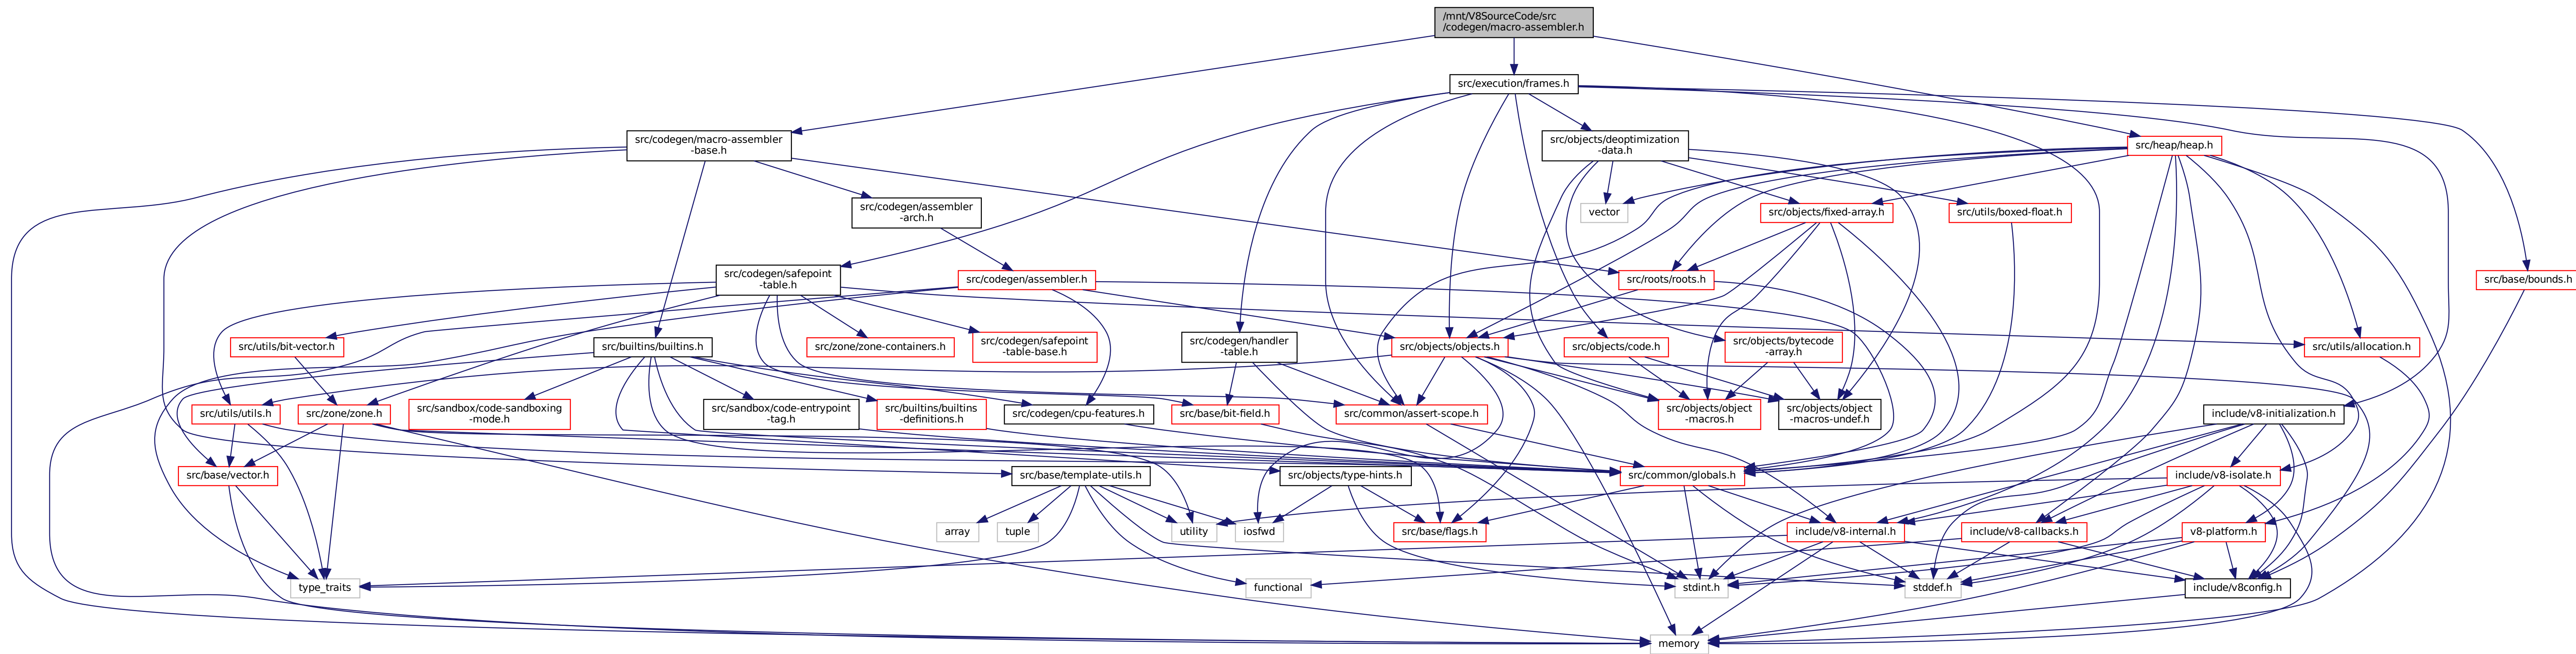 /mnt/V8SourceCode/src
/codegen/macro-assembler.h
src/execution/frames.h
src/codegen/macro-assembler
-base.h
src/objects/deoptimization
-data.h
src/heap/heap.h
src/codegen/assembler
-arch.h
vector
src/objects/fixed-array.h
src/utils/boxed-float.h
src/codegen/safepoint
-table.h
src/codegen/assembler.h
src/roots/roots.h
src/base/bounds.h
src/utils/bit-vector.h
src/builtins/builtins.h
src/zone/zone-containers.h
src/codegen/safepoint
-table-base.h
src/codegen/handler
-table.h
src/objects/objects.h
src/objects/code.h
src/objects/bytecode
-array.h
src/utils/allocation.h
src/utils/utils.h
src/zone/zone.h
src/sandbox/code-sandboxing
-mode.h
src/sandbox/code-entrypoint
-tag.h
src/builtins/builtins
-definitions.h
src/codegen/cpu-features.h
src/base/bit-field.h
src/common/assert-scope.h
src/objects/object
-macros.h
src/objects/object
-macros-undef.h
include/v8-initialization.h
src/base/vector.h
src/base/template-utils.h
src/objects/type-hints.h
src/common/globals.h
include/v8-isolate.h
array
tuple
utility
iosfwd
src/base/flags.h
include/v8-internal.h
include/v8-callbacks.h
v8-platform.h
type_traits
functional
stdint.h
stddef.h
include/v8config.h
memory